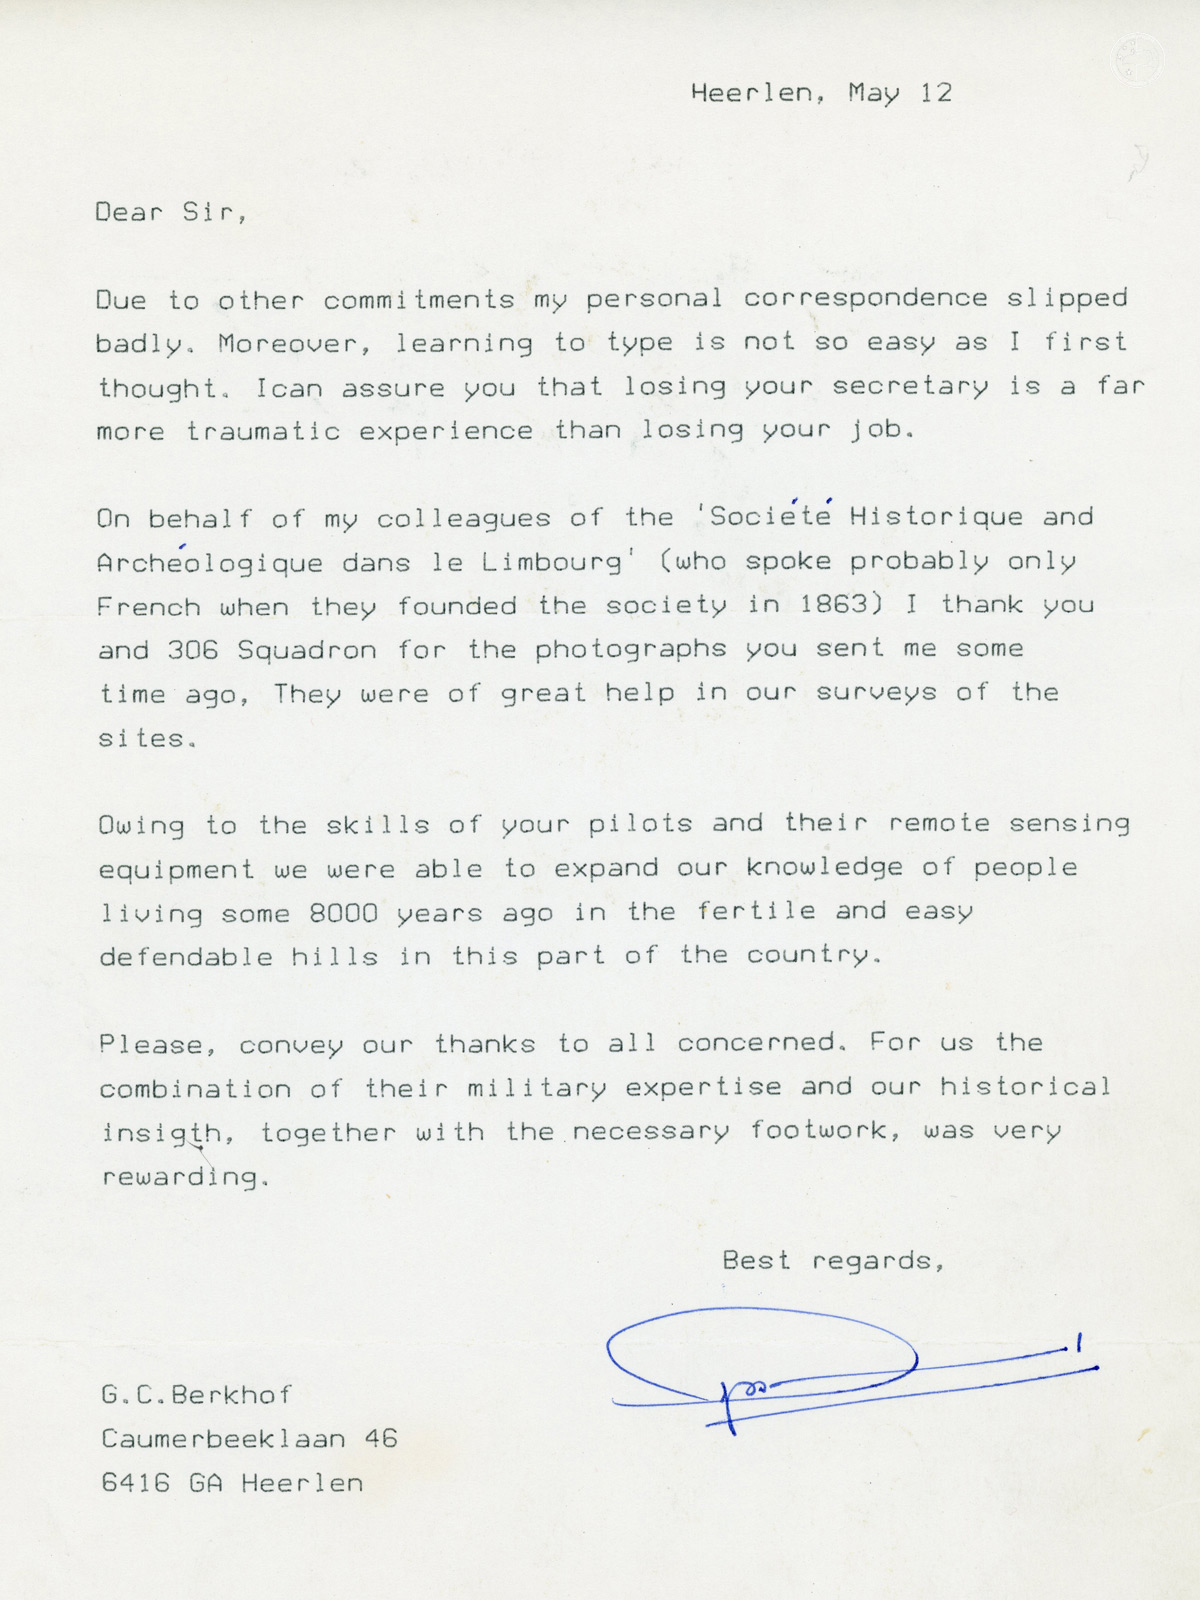 Heerlen, May 12
Dear Sir,
Due to other commitments my personal correspondence slipped
badly. Moreover, learning to type is not so easy as I first
thought. Ican assure you that losing your secretary is a far
more traumatic experience than losing your job.
On behalf of my colleagues of the 'Societé Historique and
Archéologique dans le Limbourg' (who spoke probably only
French when they founded the society in 1863) I thank you
and 306 Squadron for the photographs you sent me some
time ago, They were of great help in our surveys of the
sites.
Owing to the skills of your pilots and their remote sensing
equipment we were able to expand our knowledge of people
living some 8000 years ago in the fertile and easy
defendable hills in this part of the country.
Please, convey our thanks to all concerned. For us the
combination of their military expertise and our historical
insigth, together with the necessary footwork, was very
rewarding.
Best regards,
G.C.Berkhof
Caumerbeeklaan 46
6416 GA Heerlen